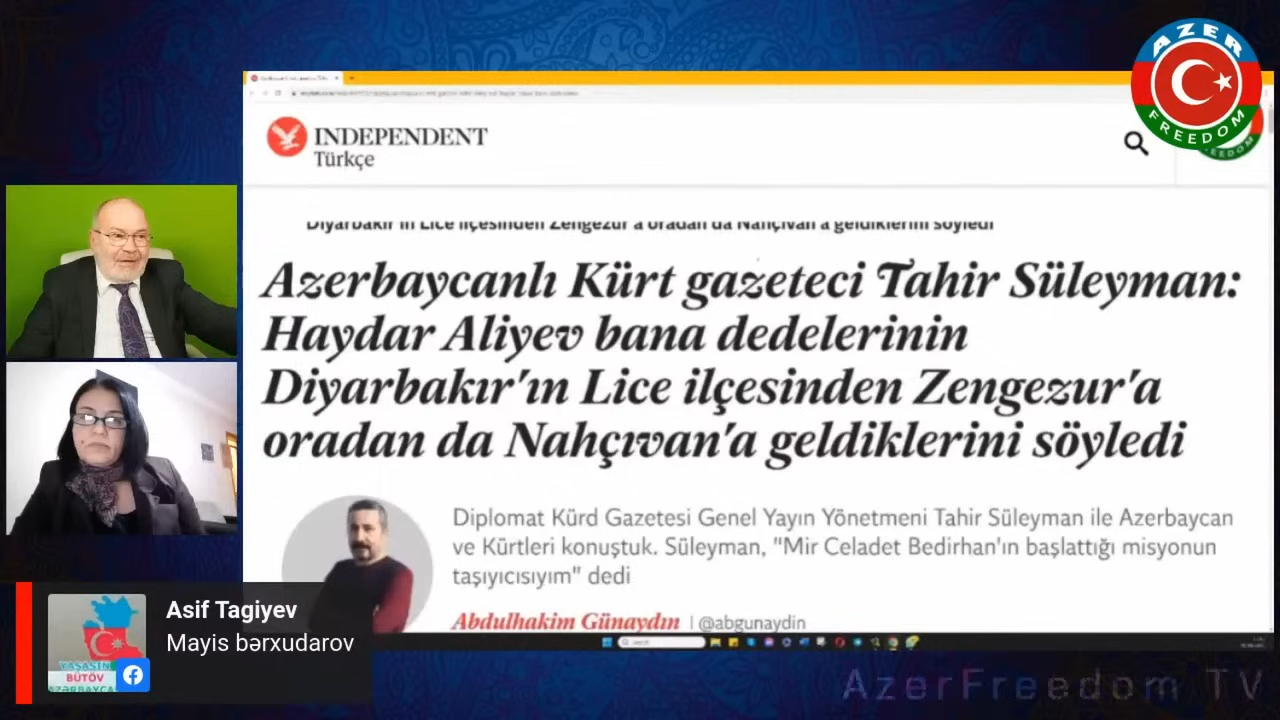 AZER
FREEDOM
INDEPENDENT
Türkçe
Diyarbakır'ın Lice ilçesinden Zengezur'a oradan da Nahçıvan'a geldiklerini söyledi
Azerbaycanlı Kürt gazeteci Tahir Süleyman:
Haydar Aliyev bana dedelerinin
Diyarbakır'ın Lice ilçesinden Zengezur'a
oradan da Nahçıvan'a geldiklerini söyledi
Diplomat Kürd Gazetesi Genel Yayın Yönetmeni Tahir Süleyman ile Azerbaycan
ve Kürtleri konuştuk. Süleyman, "Mir Celadet Bedirhan'ın başlattığı misyonun
taşıyıcısıyım" dedi
Abdulhakim Günaydın | @abgunaydin
Asif Tagiyev
Mayis bərxudarov
YAŞASIN
BÜTÖV
AZƏRBAYCA
AzerFreedom TV